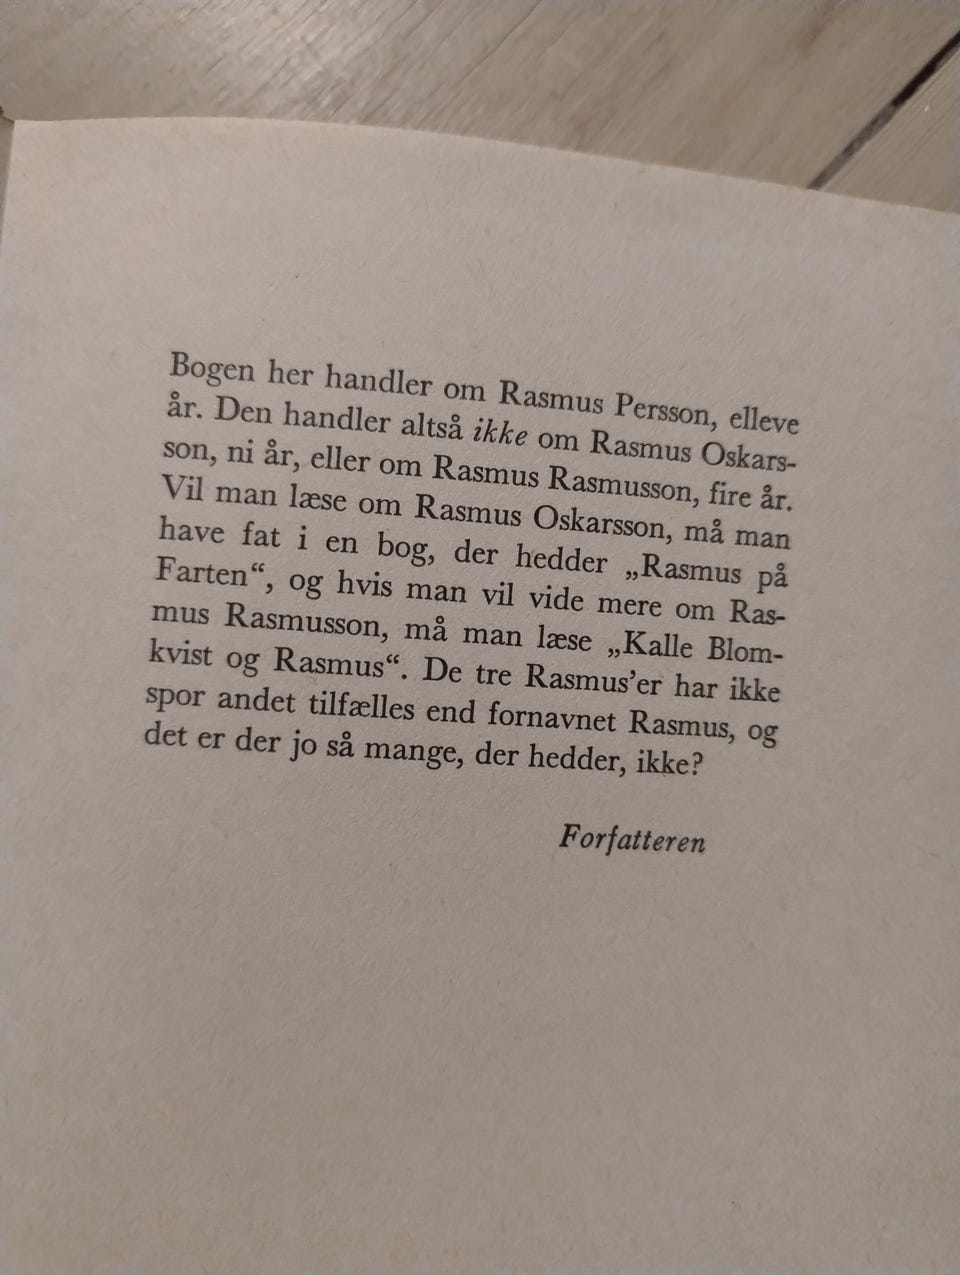 Bogen her handler om Rasmus Persson, elleve
år. Den handler altså ikke om Rasmus Oskars-
son, ni år, eller om Rasmus Rasmusson, fire år.
Vil man læse om Rasmus Oskarsson, må man
have fat i en bog, der hedder „Rasmus på
Farten“, og hvis man vil vide mere om Ras-
mus Rasmusson, må man læse „Kalle Blom-
kvist og Rasmus“. De tre Rasmus’er har ikke
spor andet tilfælles end fornavnet Rasmus, og
det er der jo så mange, der hedder, ikke?
Forfatteren